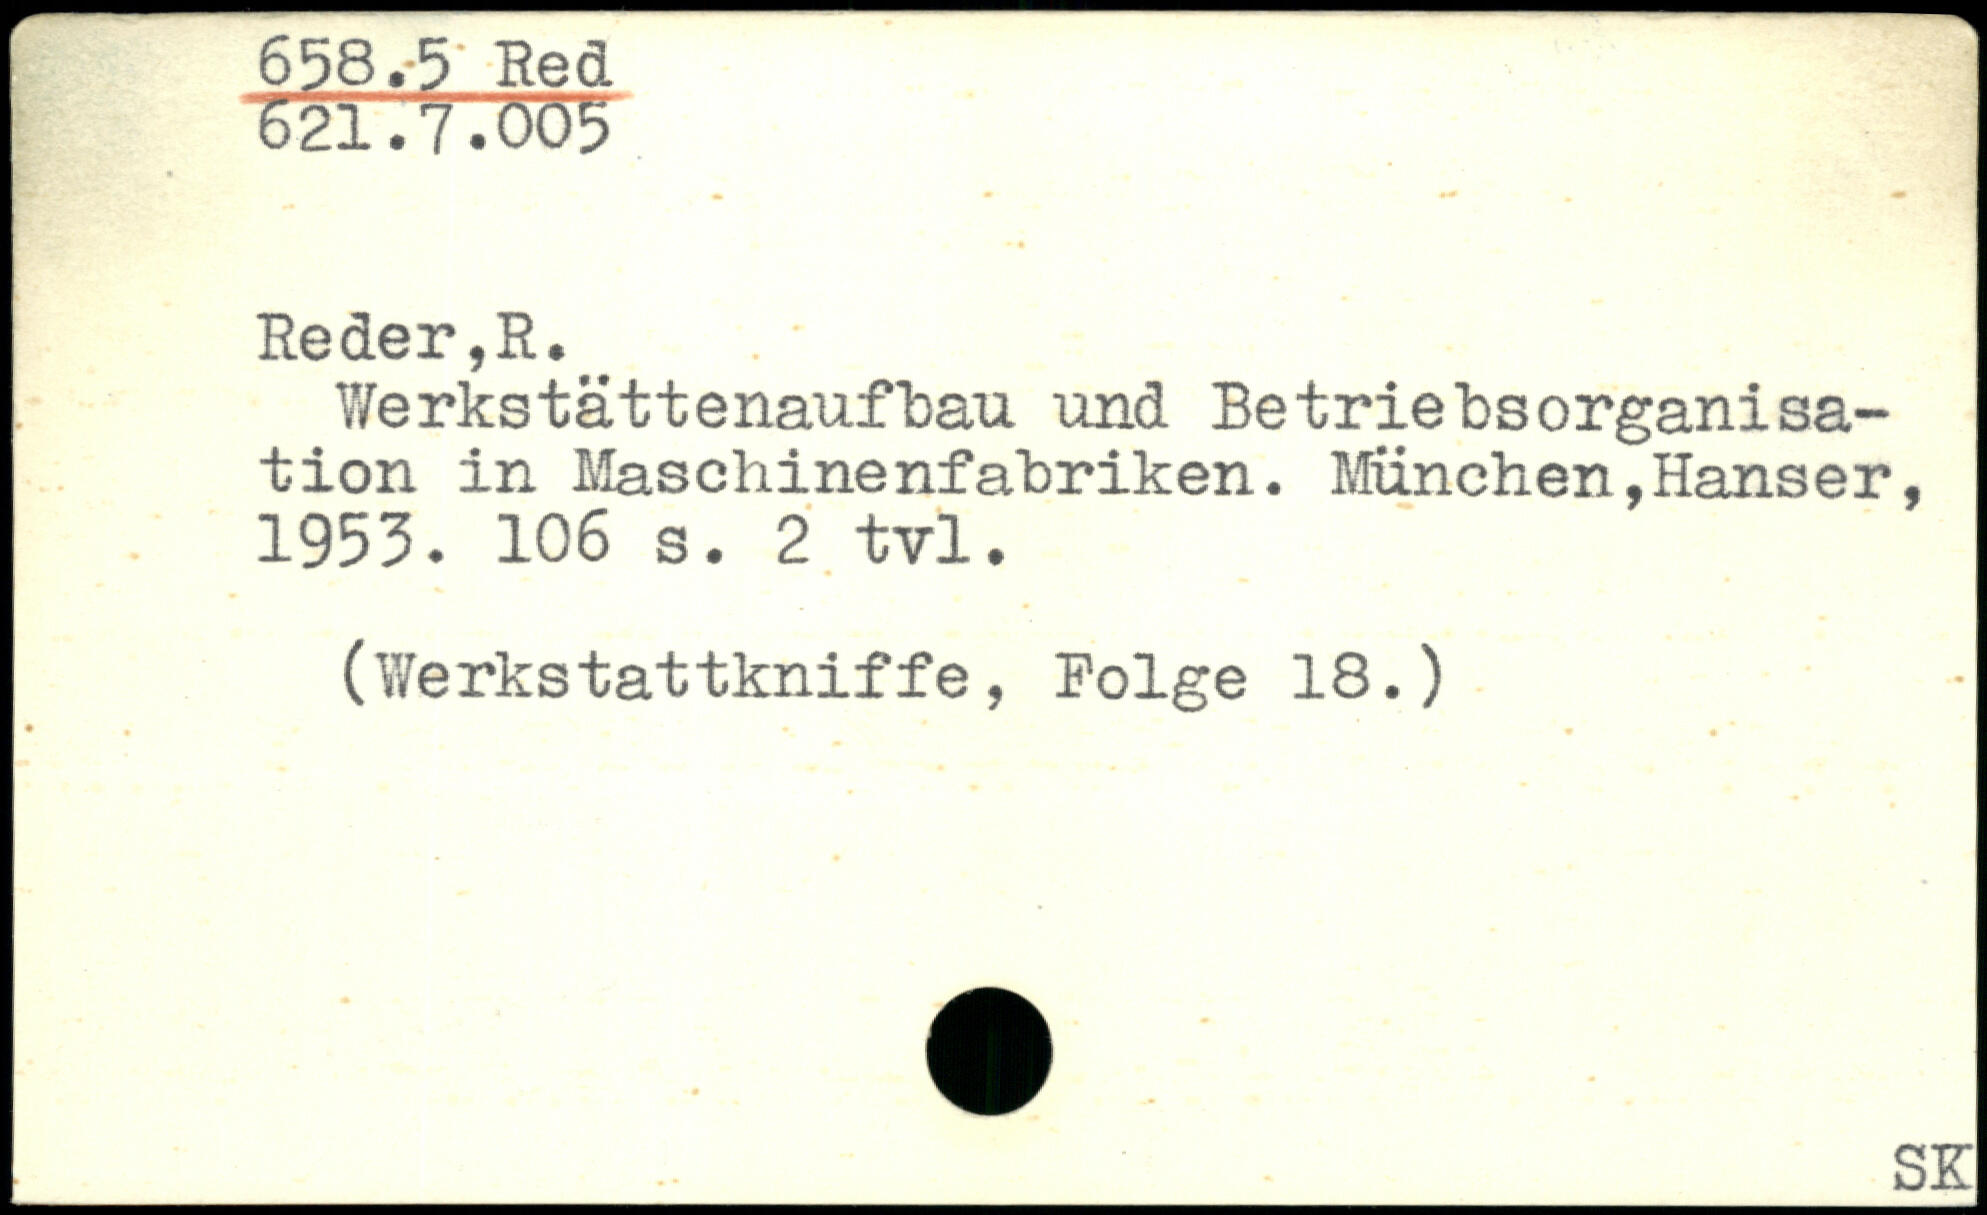 658.5 Red
621.7.005
Reder,R.
Werkstättenaufbau und Betriebsorganisa-
tion in Maschinenfabriken. München,Hanser,
1953. 106 s. 2 tvl.
(Werkstattkniffe, Folge 18.)
SK